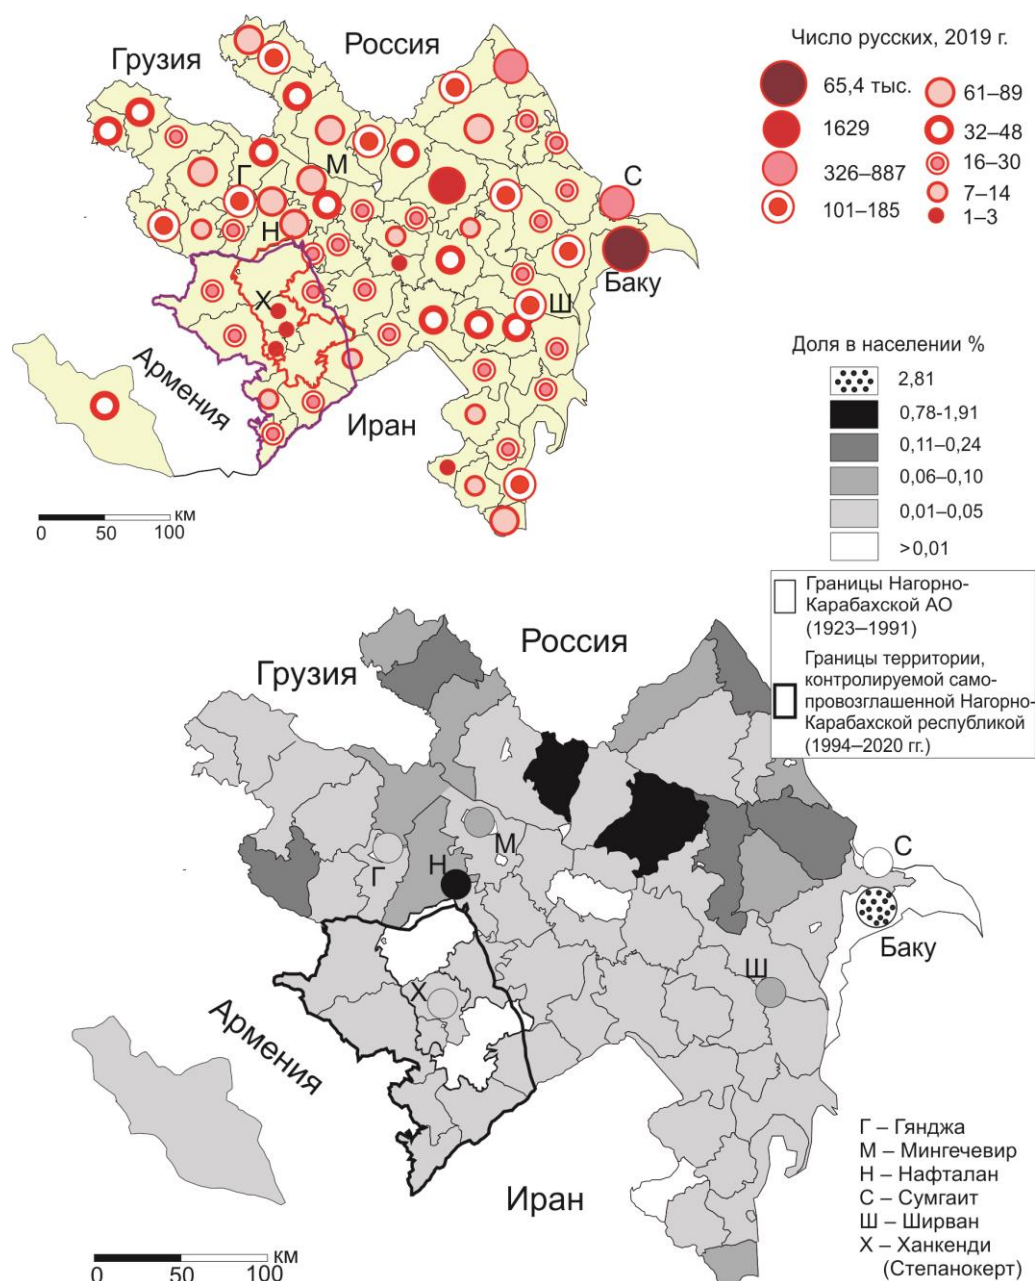 Грузия
Россия
М
Г
Н
Х
С
Баку
Ш
Армения
Иран
км
0 50 100
Число русских, 2019 г.
65,4 тыс.
1629
326–887
101–185
61–89
32–48
16–30
7–14
1–3
Доля в населении %
2,81
0,78-1,91
0,11–0,24
0,06–0,10
0,01–0,05
>0,01
Границы Нагорно-
Карабахской АО
(1923–1991)
Границы территории,
контролируемой само-
провозглашенной Нагорно-
Карабахской республикой
(1994–2020 гг.)
Россия
Грузия
М
Г
Н
С
Баку
Ш
Х
Армения
Иран
км
0 50 100
Г – Гянджа
М – Мингечевир
Н – Нафталан
С – Сумгаит
Ш – Ширван
Х – Ханкенди
(Степанокерт)